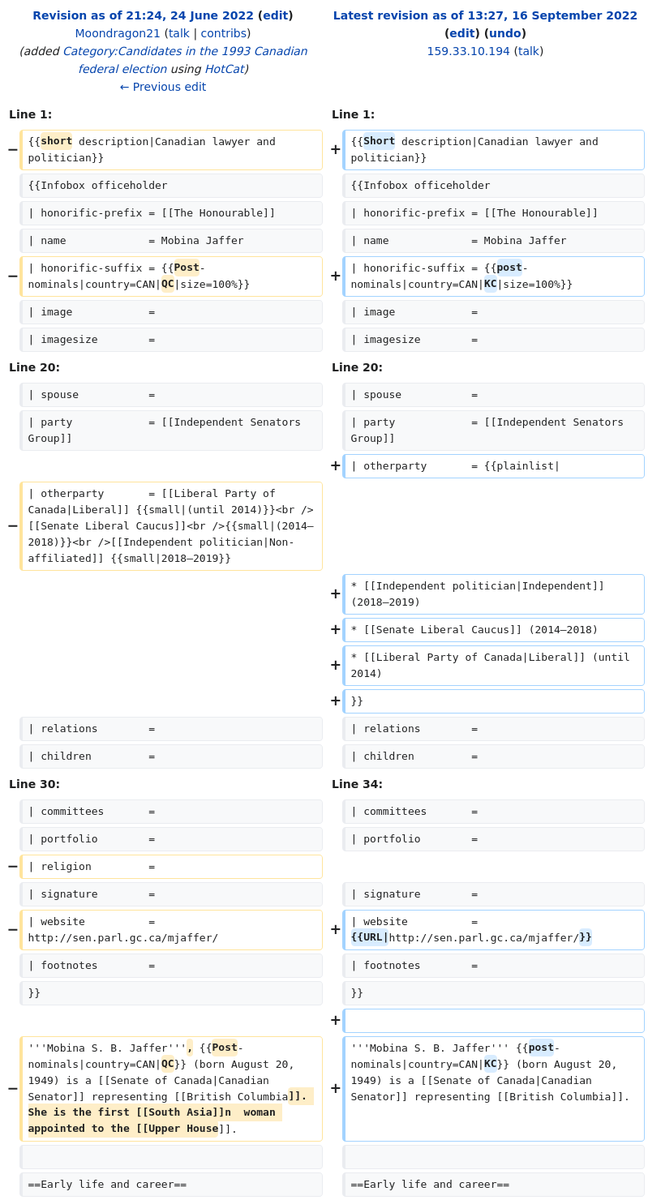 Revision as of 21:24, 24 June 2022 (edit)
Moondragon21 (talk | contribs)
(added Category:Candidates in the 1993 Canadian
federal election using HotCat)
← Previous edit
Latest revision as of 13:27, 16 September 2022
(edit) (undo)
159.33.10.194 (talk)
Line 1:
Line 1:
− {{short description|Canadian lawyer and
politician}}
+ {{Short description|Canadian lawyer and
politician}}
{{Infobox officeholder
{{Infobox officeholder
| honorific-prefix = [[The Honourable]]
| honorific-prefix = [[The Honourable]]
| name = Mobina Jaffer
| name = Mobina Jaffer
− | honorific-suffix = {{Post-
nominals|country=CAN|QC|size=100%}}
+ | honorific-suffix = {{post-
nominals|country=CAN|KC|size=100%}}
| image =
| image =
| imagesize =
| imagesize =
Line 20:
Line 20:
| spouse =
| spouse =
| party = [[Independent Senators
Group]]
| party = [[Independent Senators
Group]]
+ | otherparty = {{plainlist|
− | otherparty = [[Liberal Party of
Canada|Liberal]] {{small|(until 2014)}}<br />
[[Senate Liberal Caucus]]<br />{{small|(2014–
2018)}}<br />[[Independent politician|Non-
affiliated]] {{small|2018–2019}}
+ * [[Independent politician|Independent]]
(2018–2019)
+ * [[Senate Liberal Caucus]] (2014–2018)
+ * [[Liberal Party of Canada|Liberal]] (until
2014)
+ }}
| relations =
| relations =
| children =
| children =
Line 30:
Line 34:
| committees =
| committees =
| portfolio =
| portfolio =
− | religion =
| signature =
| signature =
− | website =
http://sen.parl.gc.ca/mjaffer/
+ | website =
{{URL|http://sen.parl.gc.ca/mjaffer/}}
| footnotes =
| footnotes =
}}
}}
+
− '''Mobina S. B. Jaffer''', {{Post-
nominals|country=CAN|QC}} (born August 20,
1949) is a [[Senate of Canada|Canadian
Senator]] representing [[British Columbia]].
She is the first [[South Asia]]n  woman
appointed to the [[Upper House]].
+ '''Mobina S. B. Jaffer''' {{post-
nominals|country=CAN|KC}} (born August 20,
1949) is a [[Senate of Canada|Canadian
Senator]] representing [[British Columbia]].
==Early life and career==
==Early life and career==